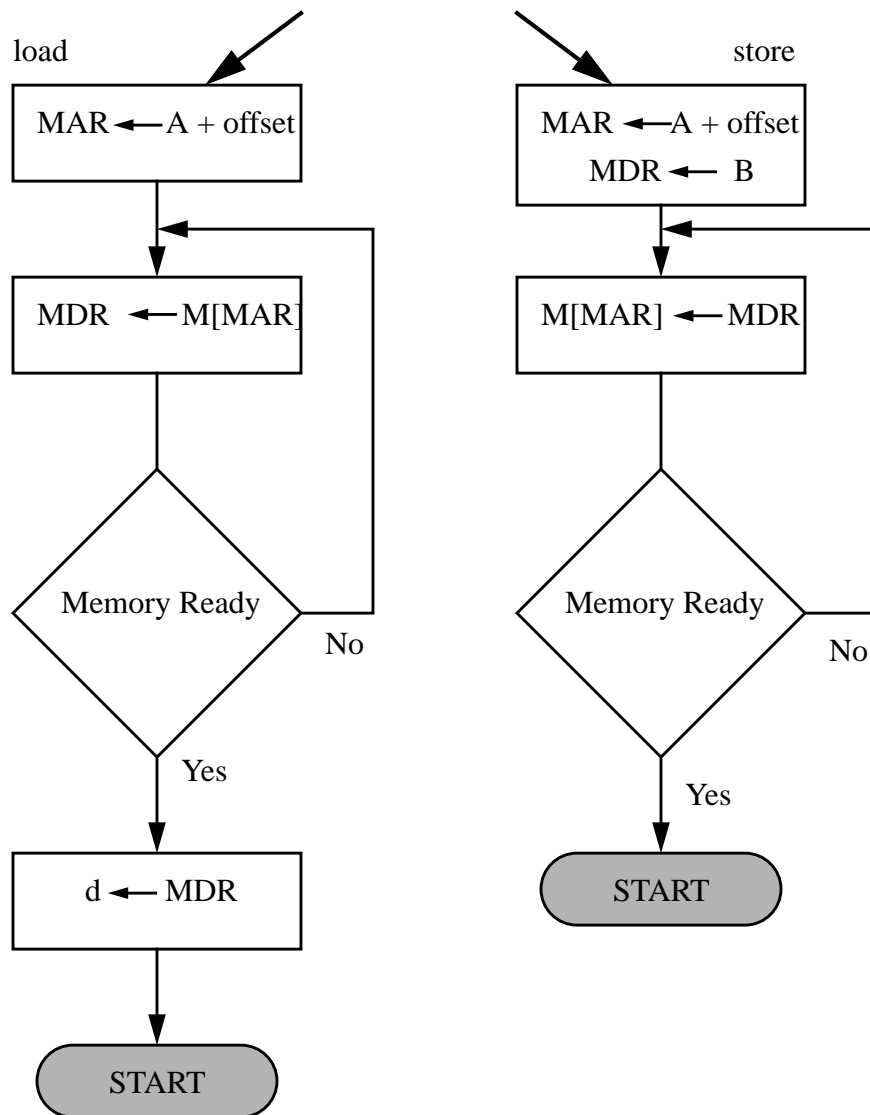 load
MAR ← A + offset
MDR ← M[MAR]
Memory Ready
No
Yes
d ← MDR
START
store
MAR ← A + offset
MDR ← B
M[MAR] ← MDR
Memory Ready
No
Yes
START